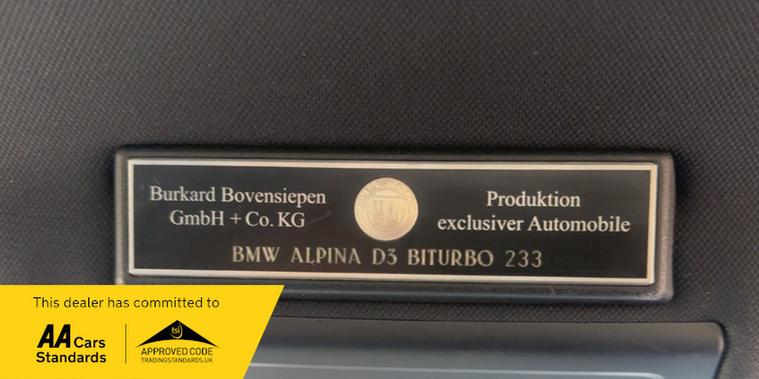 Burkard Bovensiepen
GmbH + Co. KG
Produktion
exclusiver Automobile
BMW ALPINA D3 BITURBO 233
This dealer has committed to
AA Cars
Standards
tsi
APPROVED CODE
TRADINGSTANDARDS.UK